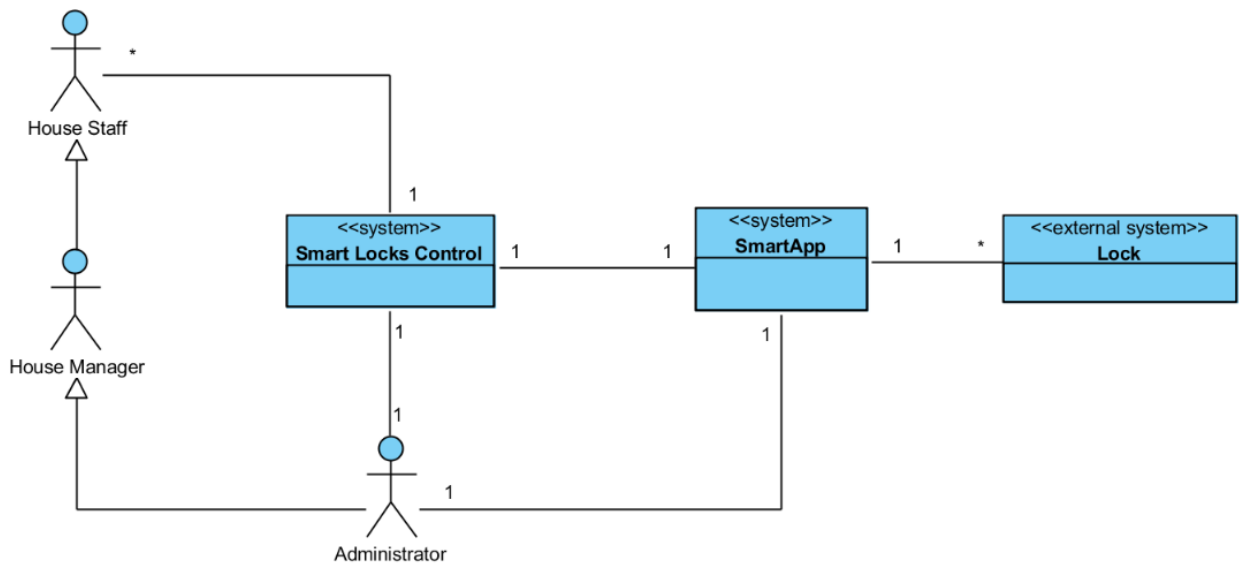 *
House Staff
1
<<system>>
Smart Locks Control
1
1
<<system>>
SmartApp
1
*
<<external system>>
Lock
House Manager
1
1
1
1
Administrator